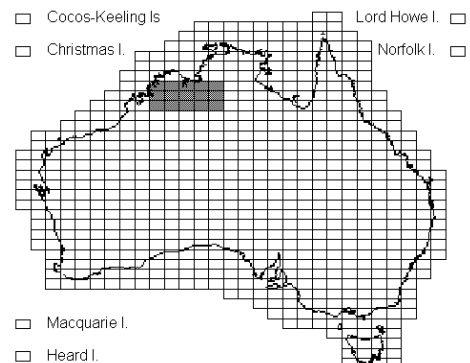 Cocos-Keeling Is
Lord Howe I.
Christmas I.
Norfolk I.
Macquarie I.
Heard I.